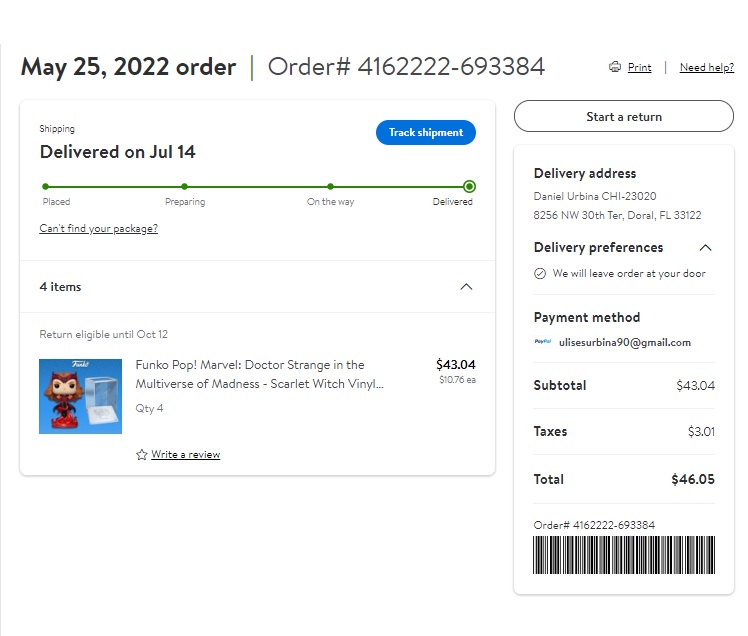 May 25, 2022 order | Order# 4162222-693384
Print | Need help?
Shipping
Delivered on Jul 14
Track shipment
Placed Preparing On the way Delivered
Can't find your package?
4 items
Return eligible until Oct 12
Funko
Funko Pop! Marvel: Doctor Strange in the
Multiverse of Madness - Scarlet Witch Vinyl...
$43.04
$10.76 ea
Qty 4
Write a review
Start a return
Delivery address
Daniel Urbina CHI-23020
8256 NW 30th Ter, Doral, FL 33122
Delivery preferences
We will leave order at your door
Payment method
PayPal ulisesurbina90@gmail.com
Subtotal $43.04
Taxes $3.01
Total $46.05
Order# 4162222-693384